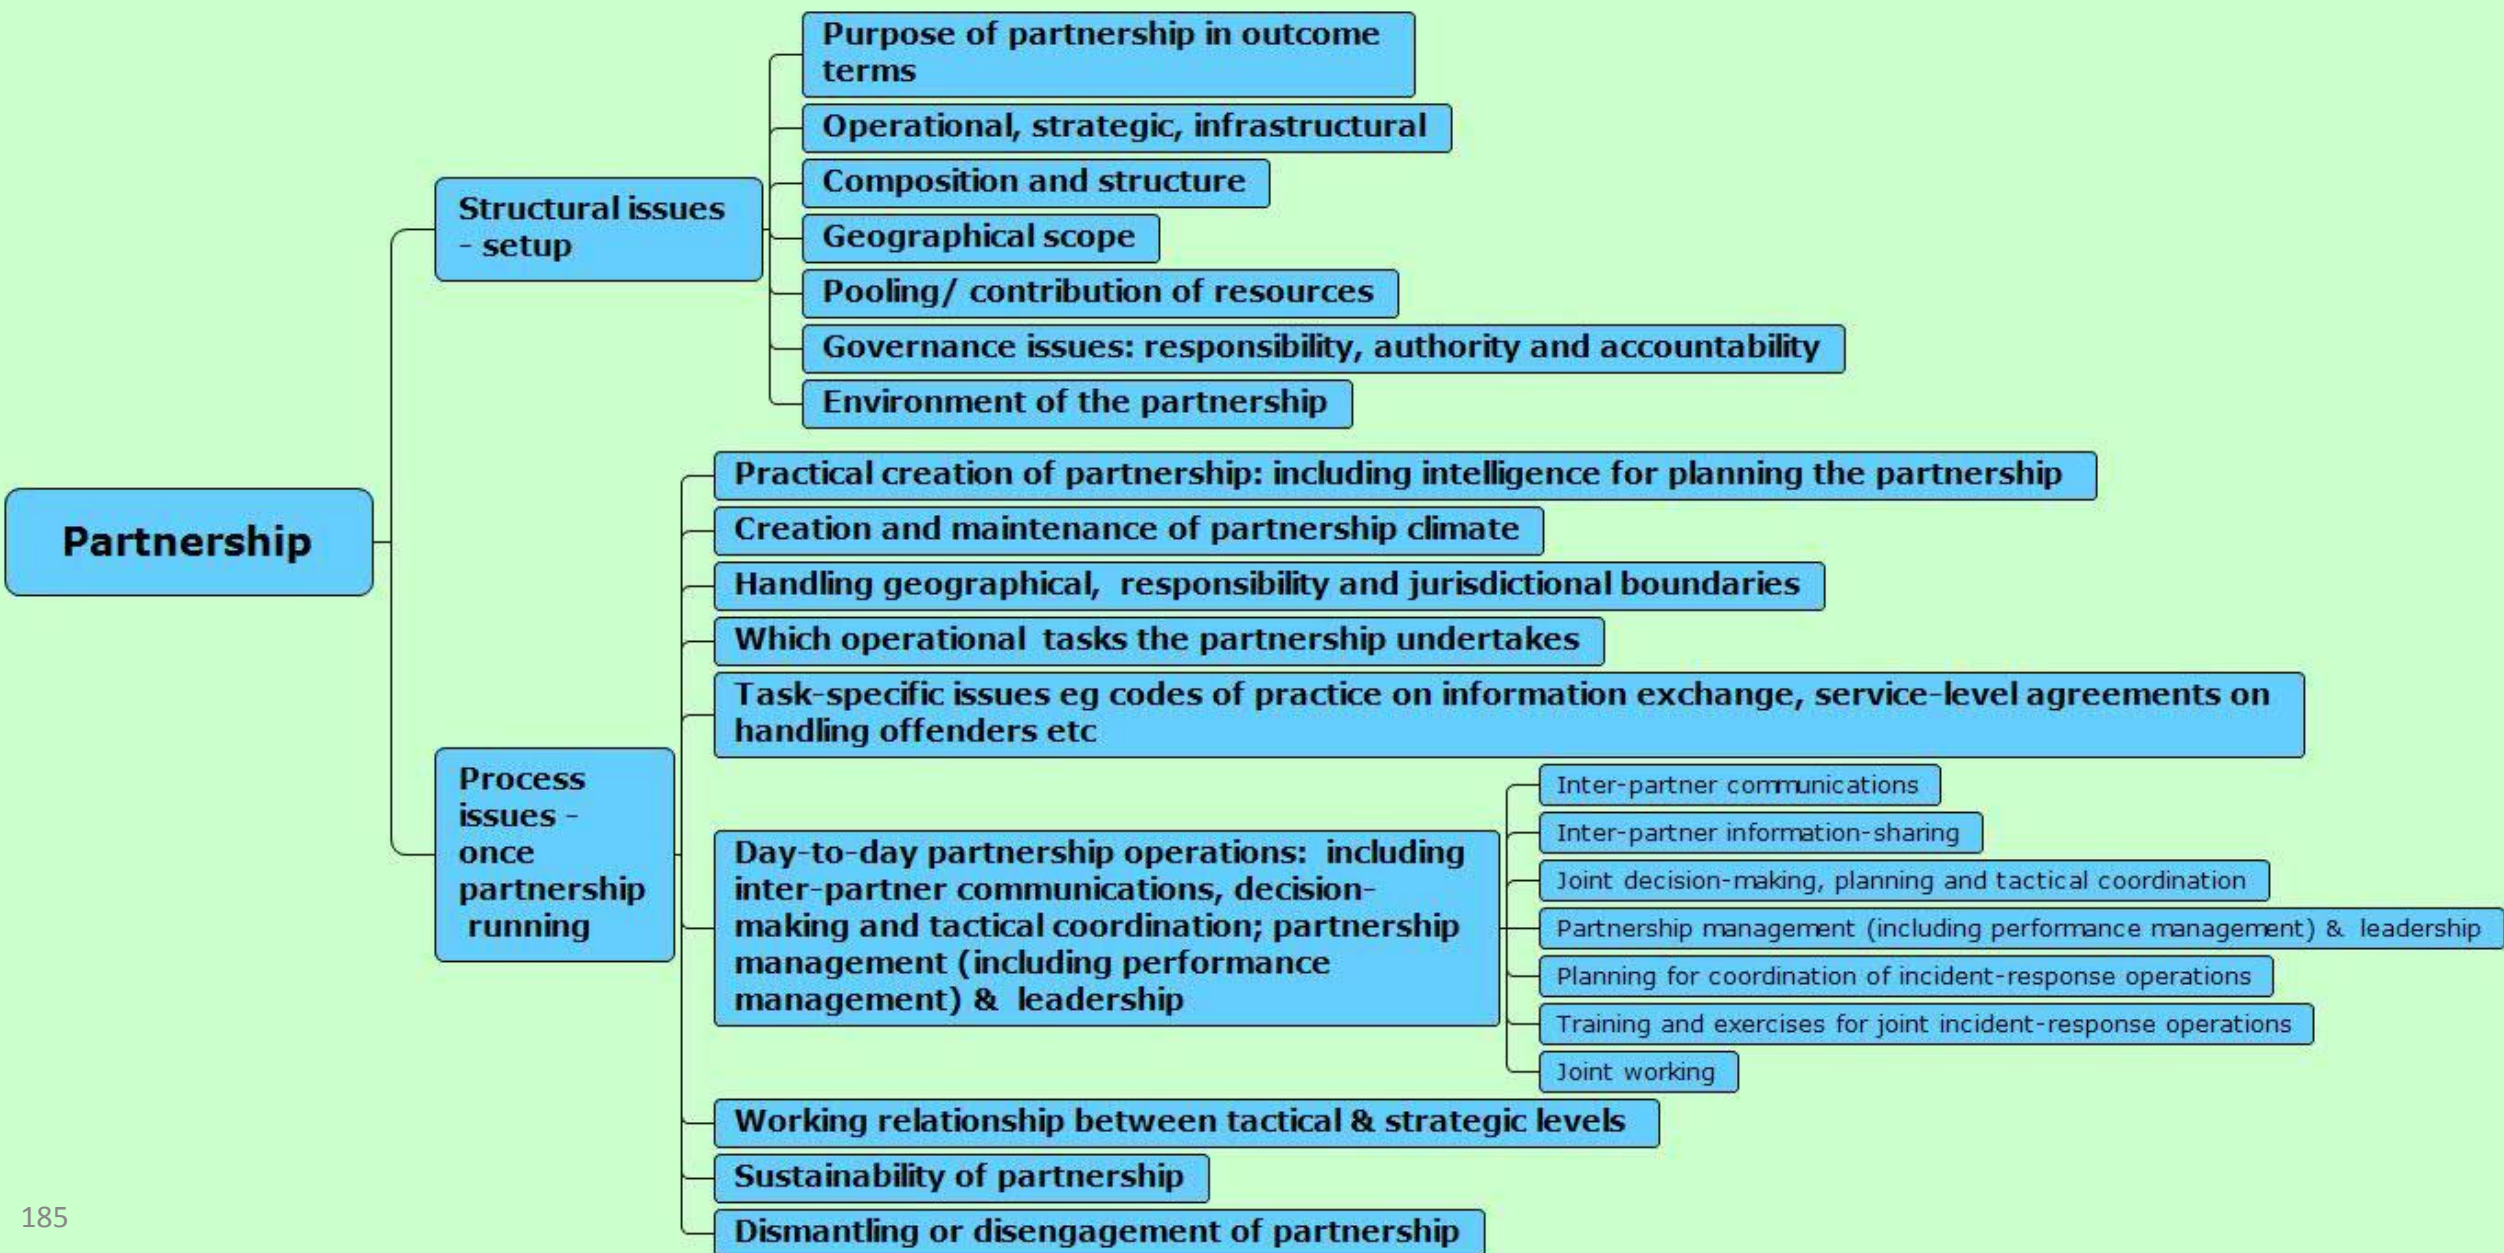 Partnership
Structural issues
- setup
Purpose of partnership in outcome
terms
Operational, strategic, infrastructural
Composition and structure
Geographical scope
Pooling/ contribution of resources
Governance issues: responsibility, authority and accountability
Environment of the partnership
Process
issues -
once
partnership
running
Practical creation of partnership: including intelligence for planning the partnership
Creation and maintenance of partnership climate
Handling geographical,  responsibility and jurisdictional boundaries
Which operational  tasks the partnership undertakes
Task-specific issues eg codes of practice on information exchange, service-level agreements on
handling offenders etc
Day-to-day partnership operations:  including
inter-partner communications, decision-
making and tactical coordination; partnership
management (including performance
management) &  leadership
Inter-partner communications
Inter-partner information-sharing
Joint decision-making, planning and tactical coordination
Partnership management (including performance management) &  leadership
Planning for coordination of incident-response operations
Training and exercises for joint incident-response operations
Joint working
Working relationship between tactical & strategic levels
Sustainability of partnership
Dismantling or disengagement of partnership
185